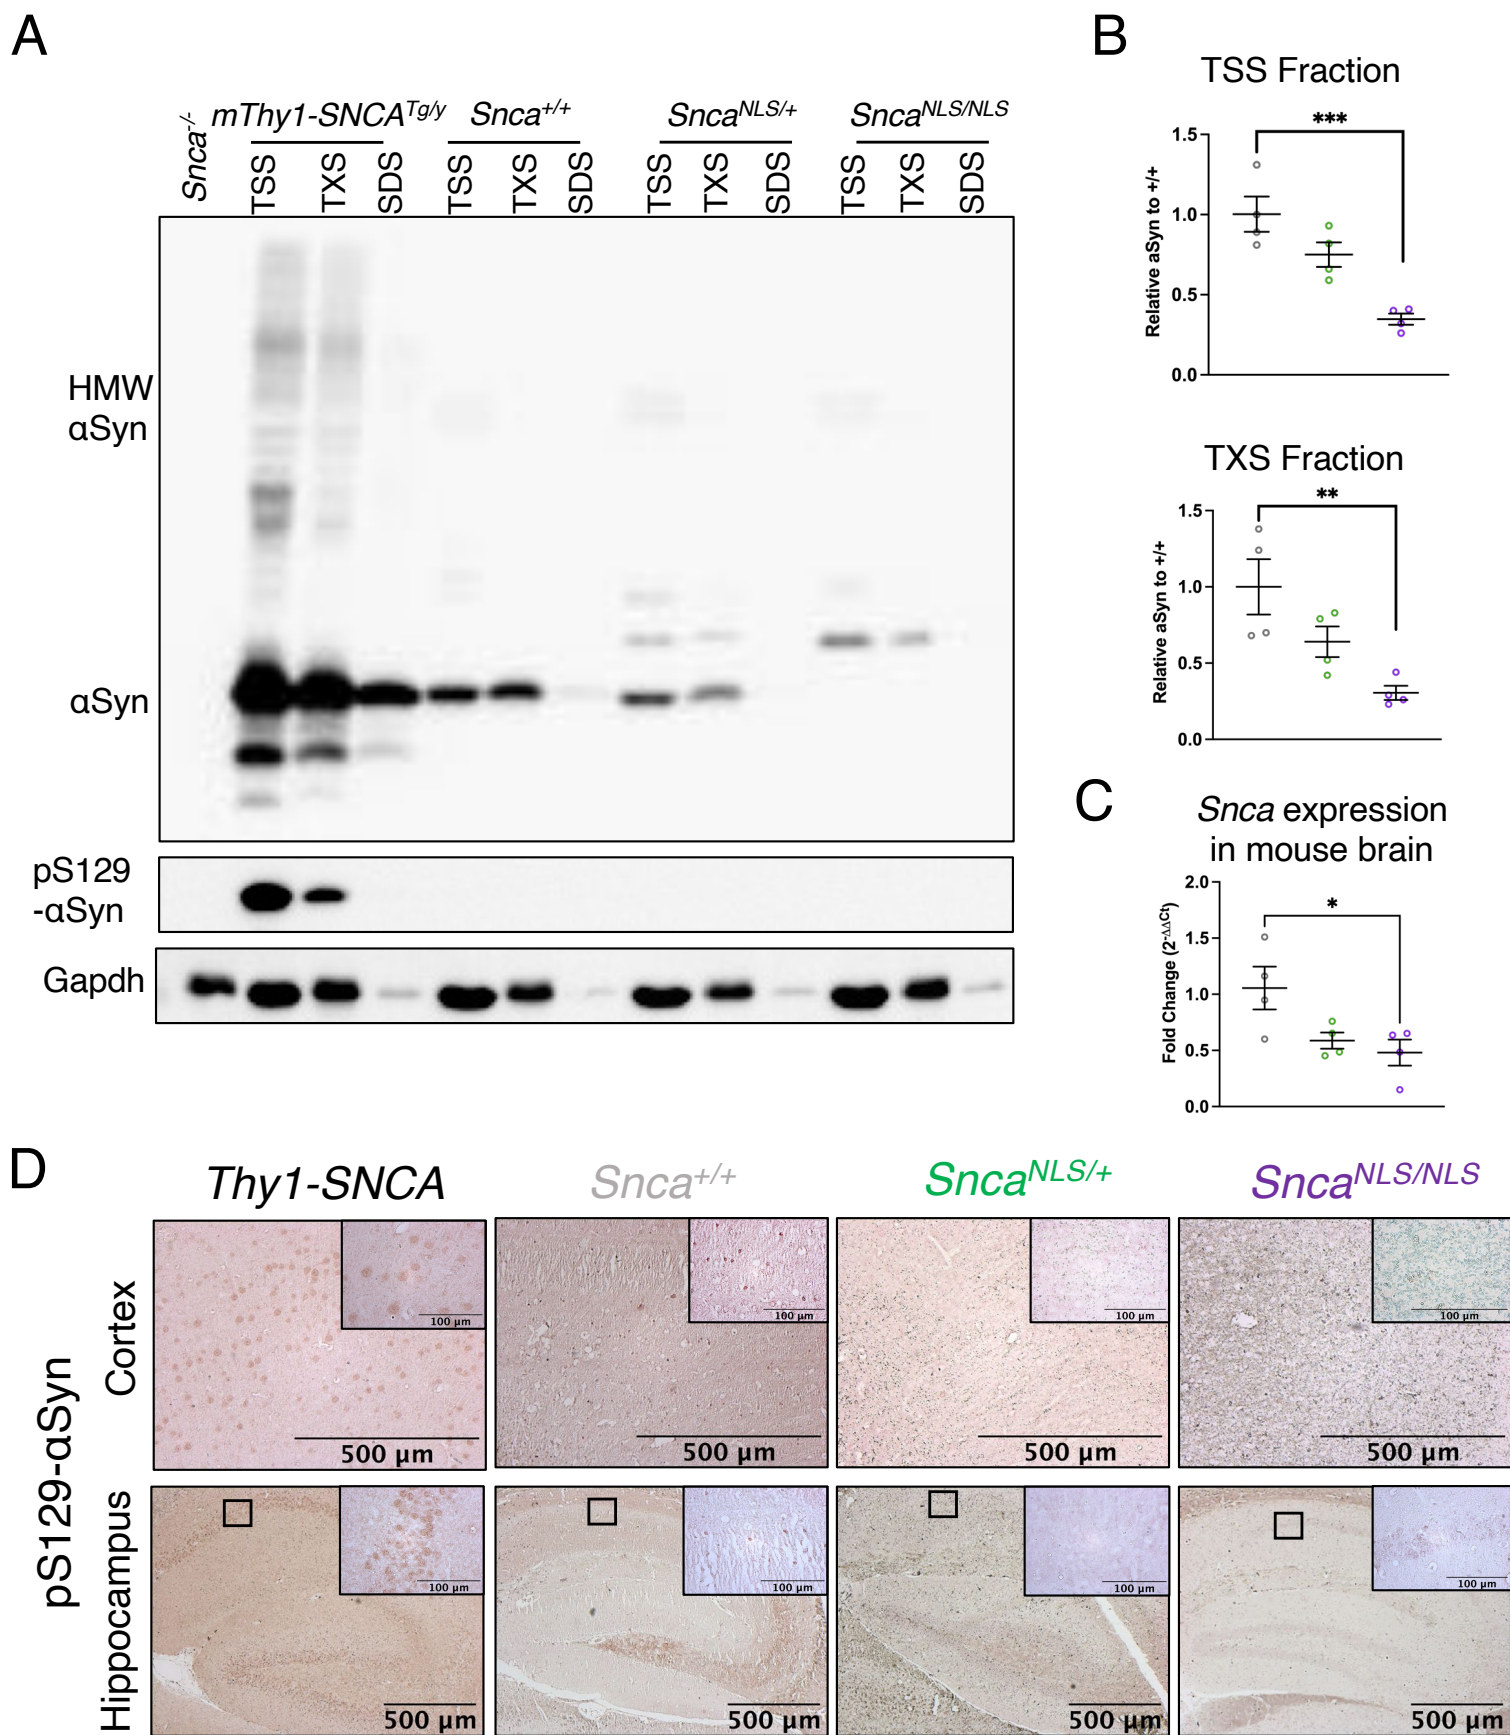 A
Snca-/-
mThy1-SNCATg/y
Snca+/+
SncaNLS/+
SncaNLS/NLS
TSS
TXS
SDS
TSS
TXS
SDS
TSS
TXS
SDS
TSS
TXS
SDS
HMW
αSyn
αSyn
pS129
-αSyn
Gapdh
B
TSS Fraction
***
Relative aSyn to +/+
1.5
1.0
0.5
0.0
TXS Fraction
**
Relative aSyn to +/+
1.5
1.0
0.5
0.0
C
Snca expression
in mouse brain
*
Fold Change (2-ΔΔCt)
2.0
1.5
1.0
0.5
0.0
D
Thy1-SNCA
Snca+/+
SncaNLS/+
SncaNLS/NLS
pS129-αSyn
Cortex
100 µm
500 µm
100 µm
500 µm
100 µm
500 µm
100 µm
500 µm
Hippocampus
100 µm
500 µm
100 µm
500 µm
100 µm
500 µm
100 µm
500 µm